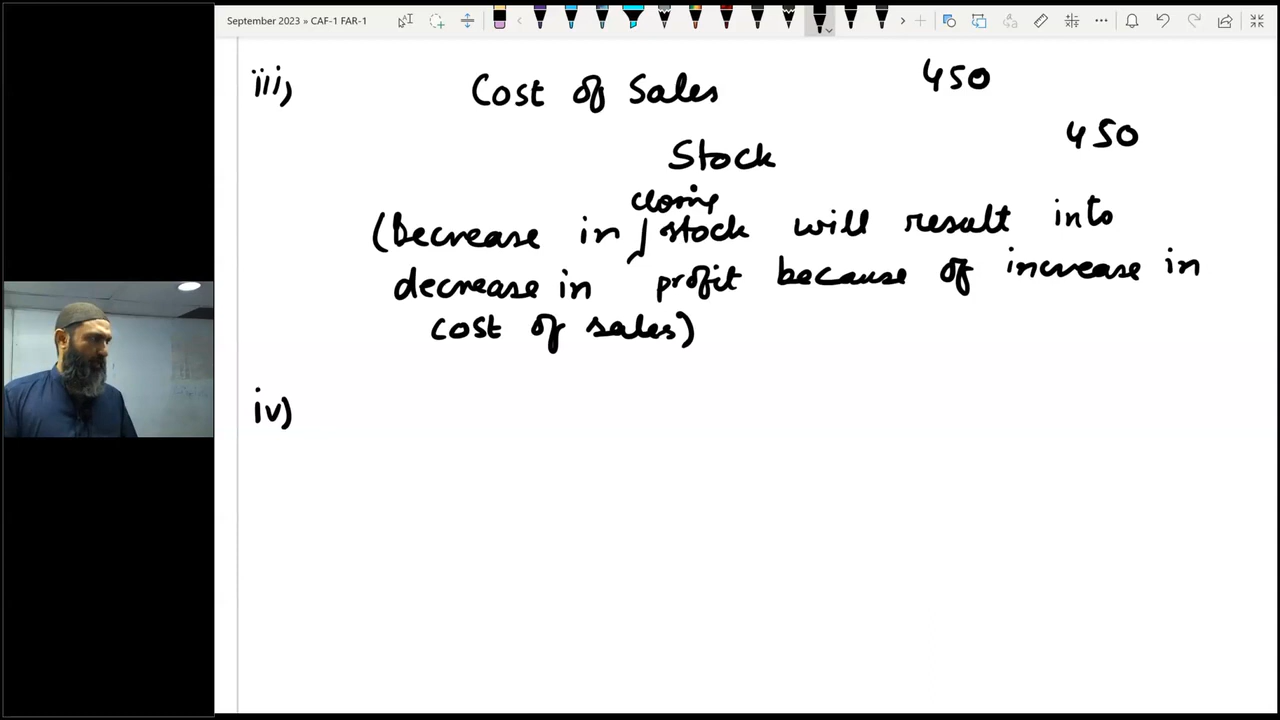 September 2023 » CAF-1 FAR-1
iii)
Cost of Sales 450
Stock 450
closing
(Decrease in stock will result into
decrease in profit because of increase in
cost of sales)
iv)